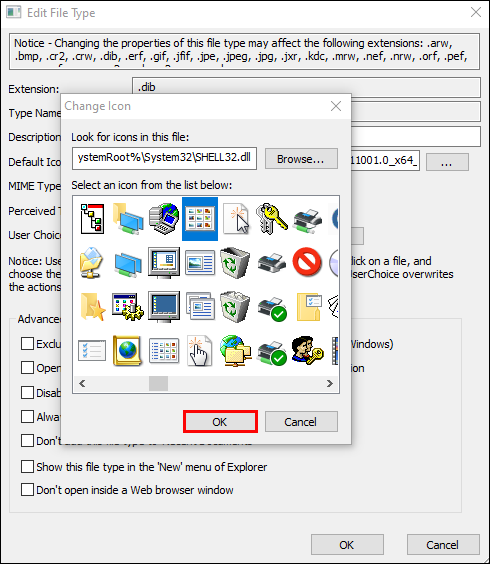 Edit File Type
Notice - Changing the properties of this file type may affect the following extensions: .arw,
.bmp, .cr2, .crw, .dib, .erf, .gif, .jfif, .jpe, .jpeg, .jpg, .jxr, .kdc, .mrw, .nef, .nrw, .orf, .pef,
Extension:
.dib
Type Name
Description
Default Ico
11001.0_x64_
...
MIME Type
Perceived T
User Choice
Notice: Use
click on a file, and
choose the
UserChoice overwrites
the actions
Change Icon
Look for icons in this file:
ystemRoot%\System32\SHELL32.dll
Browse...
Select an icon from the list below:
OK
Cancel
Advanced
Exclu
Windows)
Open
ion
Disab
Alwa
Show this file type in the 'New' menu of Explorer
Don't open inside a Web browser window
OK
Cancel